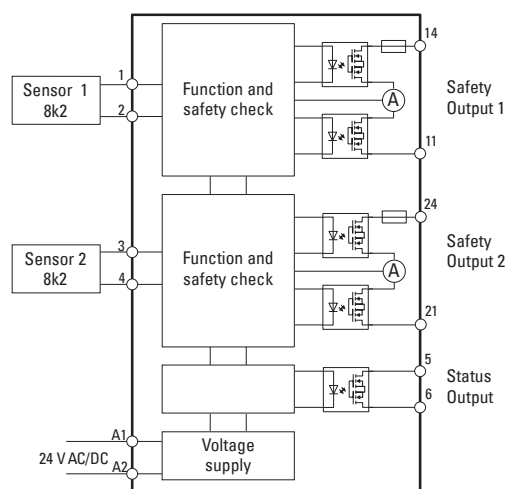 14
Sensor 1
8k2
1
2
Function and
safety check
A
Safety
Output 1
11
24
Sensor 2
8k2
3
4
Function and
safety check
A
Safety
Output 2
21
5
6
Status
Output
24 V AC/DC
A1
A2
Voltage
supply